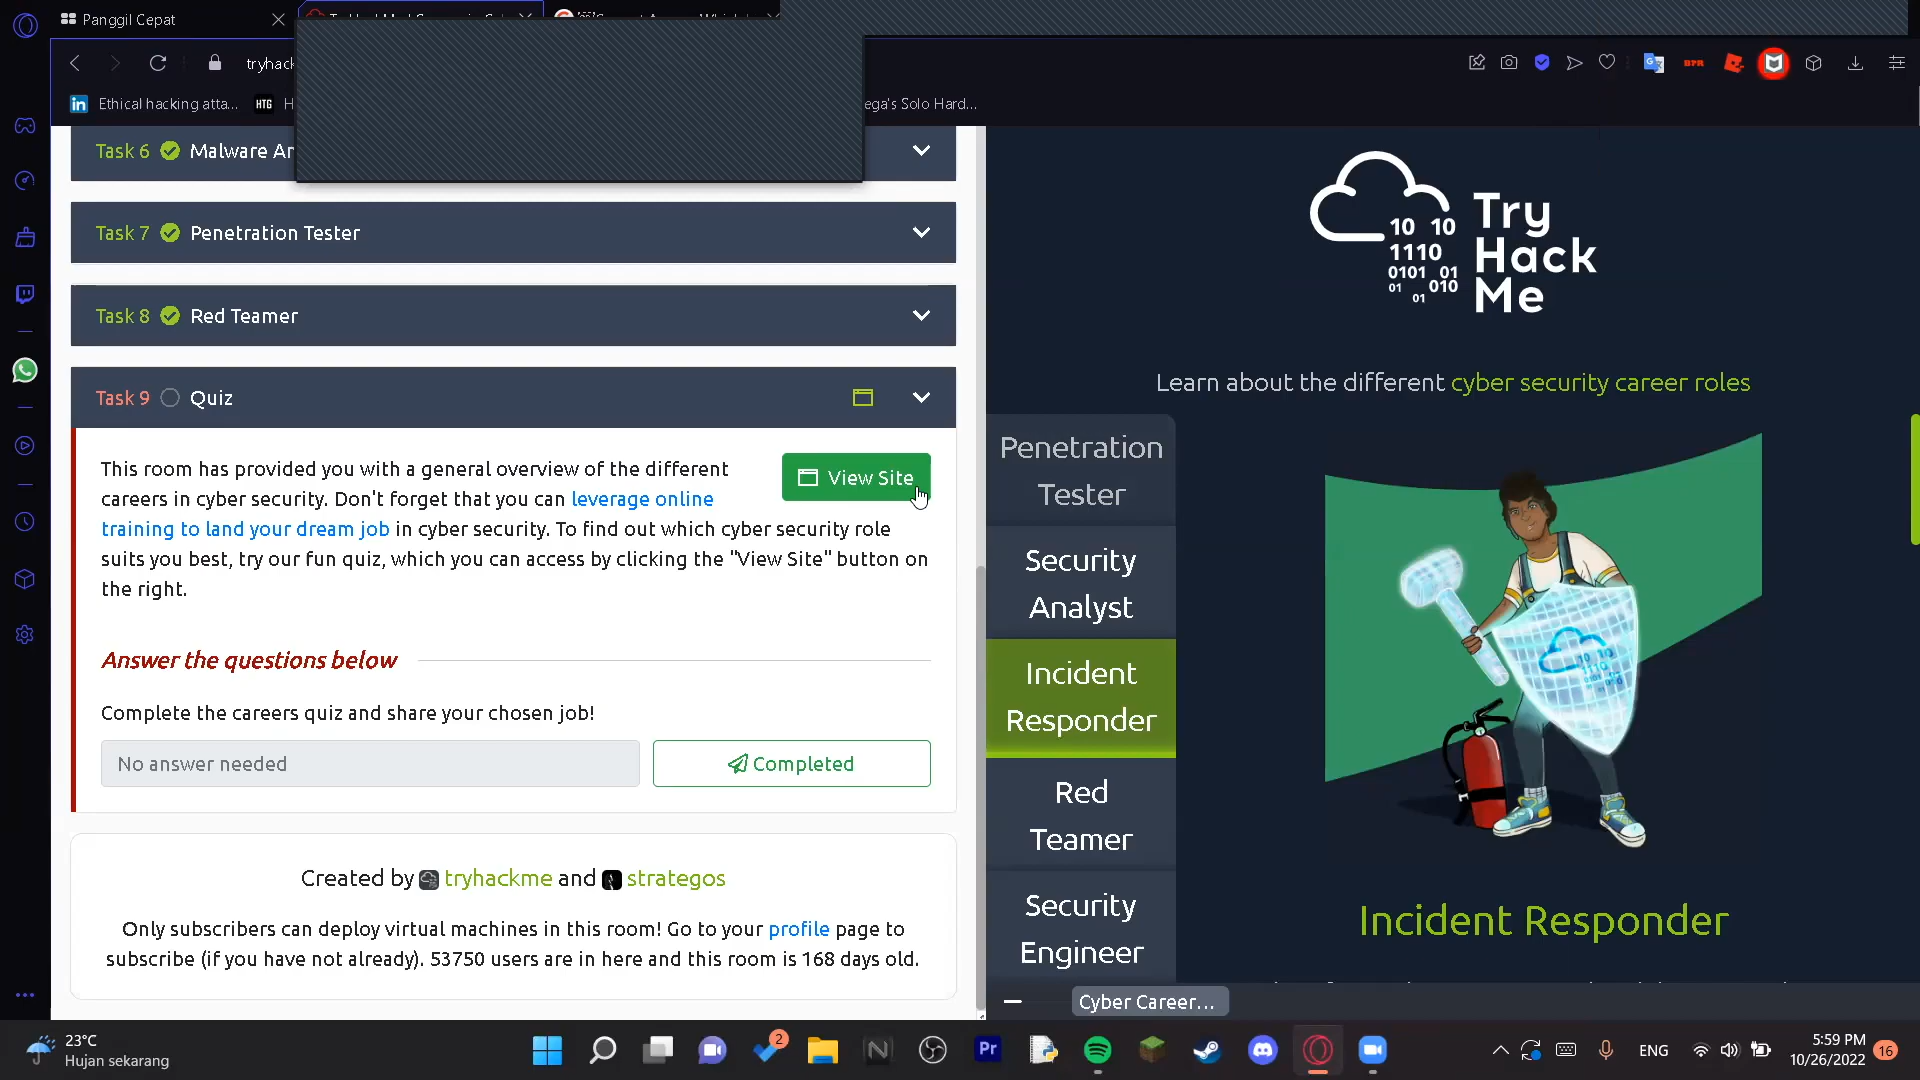 Panggil Cepat
tryhack
Ethical hacking atta...
HTG
H
ega's Solo Hard...
BPR
Task 6 Malware An
Task 7 Penetration Tester
Task 8 Red Teamer
Task 9 Quiz
This room has provided you with a general overview of the different
careers in cyber security. Don't forget that you can leverage online
training to land your dream job in cyber security. To find out which cyber security role
suits you best, try our fun quiz, which you can access by clicking the "View Site" button on
the right.
View Site
Answer the questions below
Complete the careers quiz and share your chosen job!
No answer needed
Completed
Created by tryhackme and strategos
Only subscribers can deploy virtual machines in this room! Go to your profile page to
subscribe (if you have not already). 53750 users are in here and this room is 168 days old.
10 10
1110
0101 01
01 010
01
Try
Hack
Me
Learn about the different cyber security career roles
Penetration
Tester
Security
Analyst
Incident
Responder
Red
Teamer
Security
Engineer
Incident Responder
Cyber Career...
23°C
Hujan sekarang
2
Pr
ENG
5:59 PM
10/26/2022
16